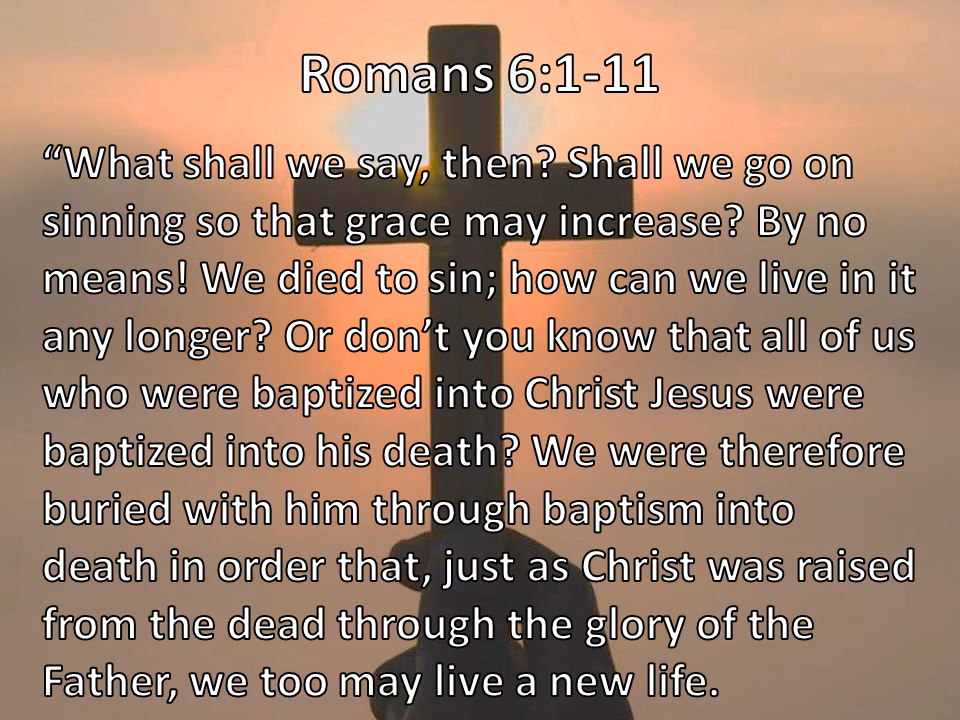 Romans 6:1-11
“What shall we say, then? Shall we go on
sinning so that grace may increase? By no
means! We died to sin; how can we live in it
any longer? Or don’t you know that all of us
who were baptized into Christ Jesus were
baptized into his death? We were therefore
buried with him through baptism into
death in order that, just as Christ was raised
from the dead through the glory of the
Father, we too may live a new life.